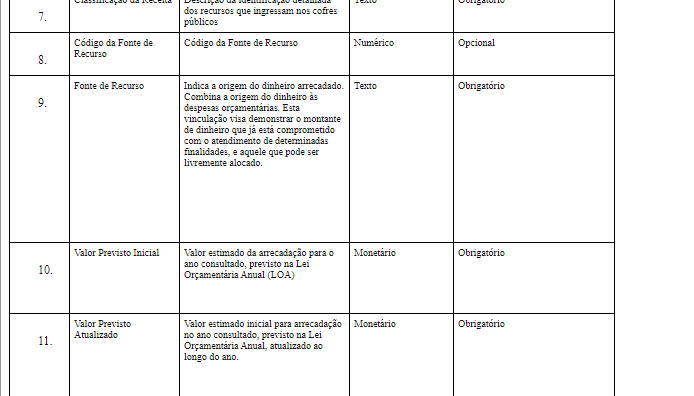 Classificação da Receita
Descrição da identificação detalhada
dos recursos que ingressam nos cofres
públicos
Texto
Obrigatório
7.
Código da Fonte de
Recurso
Código da Fonte de Recurso
Numérico
Opcional
8.
Fonte de Recurso
Indica a origem do dinheiro arrecadado.
Combina a origem do dinheiro às
despesas orçamentárias. Esta
vinculação visa demonstrar o montante
de dinheiro que já está comprometido
com o atendimento de determinadas
finalidades, e aquele que pode ser
livremente alocado.
Texto
Obrigatório
9.
Valor Previsto Inicial
Valor estimado da arrecadação para o
ano consultado, previsto na Lei
Orçamentária Anual (LOA)
Monetário
Obrigatório
10.
Valor Previsto
Atualizado
Valor estimado inicial para arrecadação
no ano consultado, previsto na Lei
Orçamentária Anual, atualizado ao
longo do ano.
Monetário
Obrigatório
11.